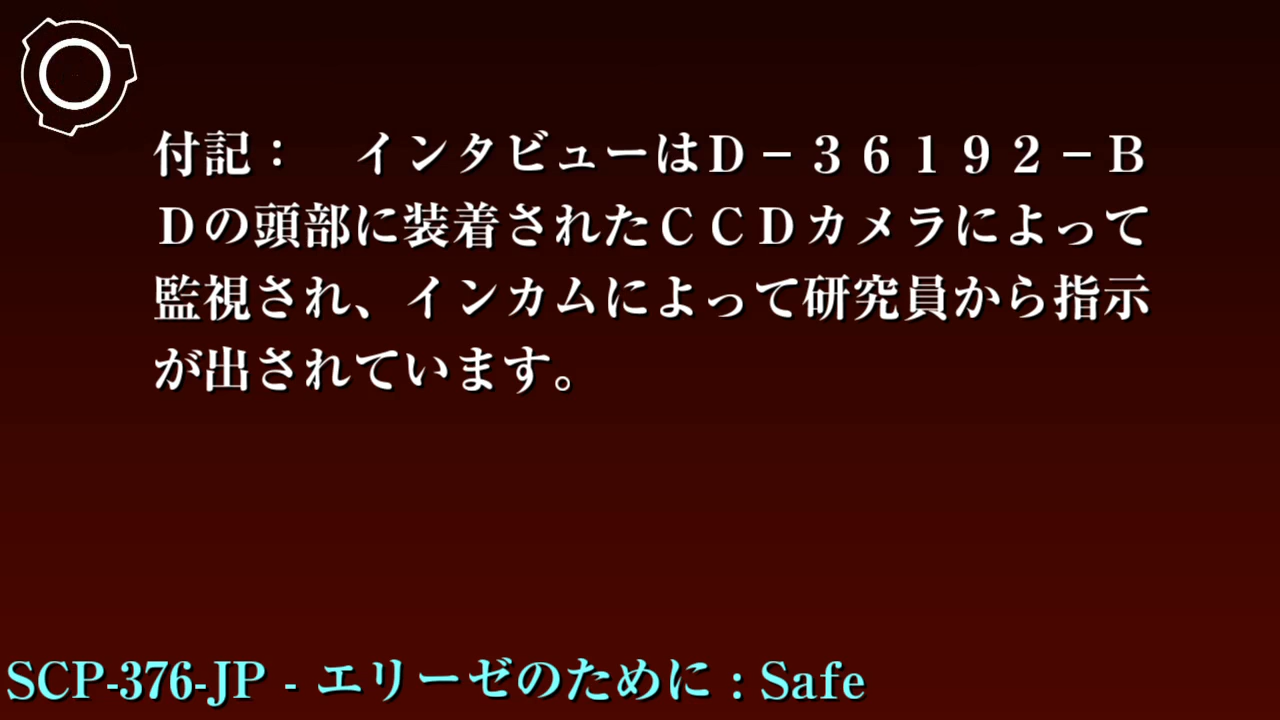 付記：　インタビューはＤ－３６１９２－Ｂ
Ｄの頭部に装着されたＣＣＤカメラによって
監視され、インカムによって研究員から指示
が出されています。
SCP-376-JP - エリーゼのために : Safe